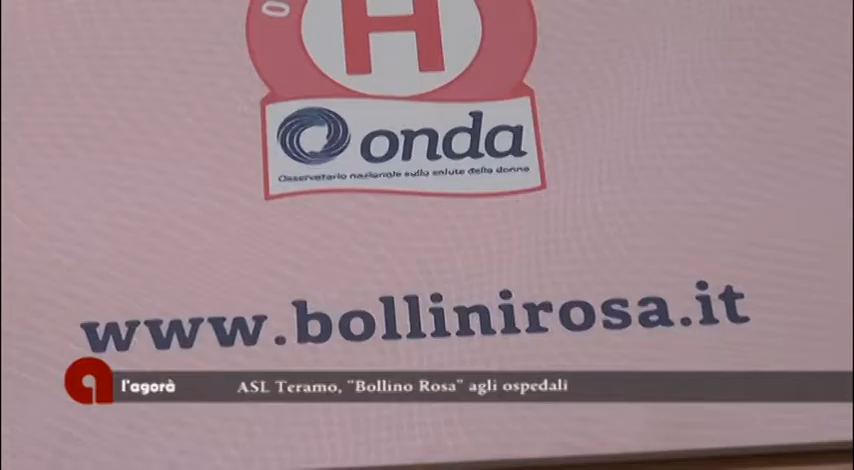 H
onda
Osservatorio nazionale sulla salute della donna
www.bollinirosa.it
l'agorà
ASL Teramo, "Bollino Rosa" agli ospedali